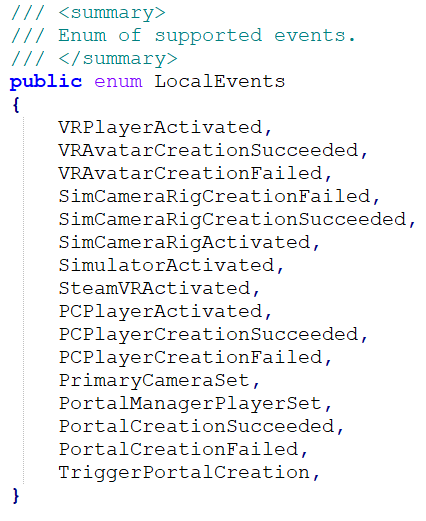 /// <summary>
/// Enum of supported events.
/// </summary>
public enum LocalEvents
{
VRPlayerActivated,
VRAvatarCreationSucceeded,
VRAvatarCreationFailed,
SimCameraRigCreationFailed,
SimCameraRigCreationSucceeded,
SimCameraRigActivated,
SimulatorActivated,
SteamVRActivated,
PCPlayerActivated,
PCPlayerCreationSucceeded,
PCPlayerCreationFailed,
PrimaryCameraSet,
PortalManagerPlayerSet,
PortalCreationSucceeded,
PortalCreationFailed,
TriggerPortalCreation,
}